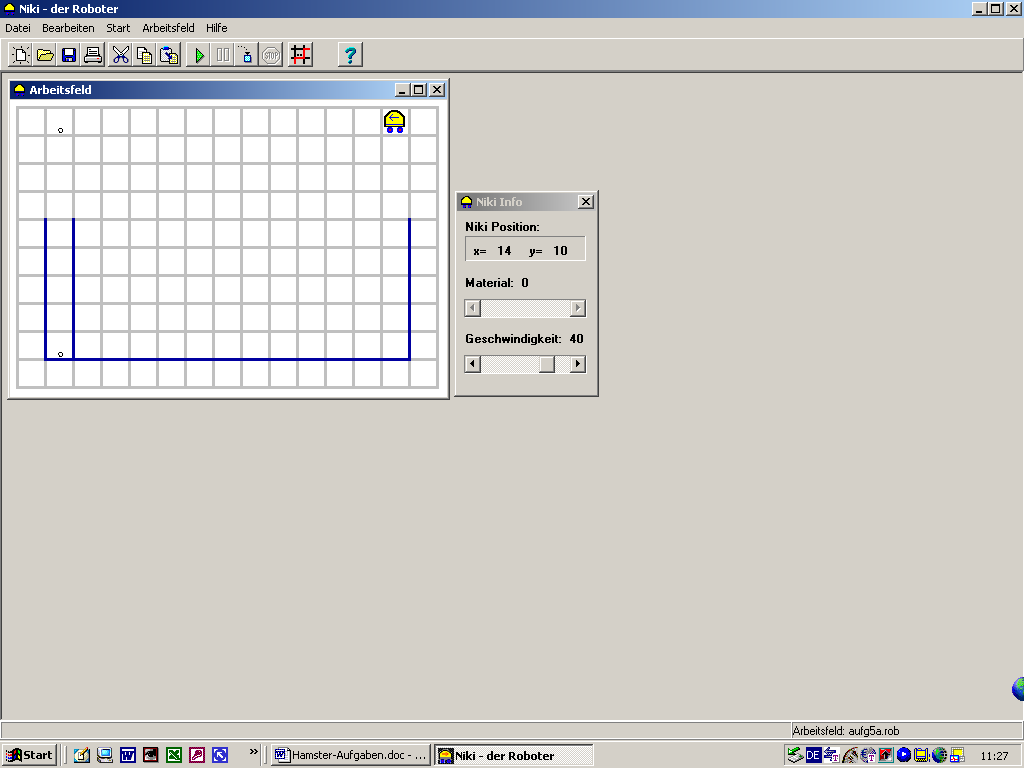 Niki - der Roboter
Datei Bearbeiten Start Arbeitsfeld Hilfe
STOP ?
Arbeitsfeld
Niki Info
Niki Position:
x= 14 y= 10
Material: 0
Geschwindigkeit: 40
Arbeitsfeld: aufg5a.rob
Start » Hamster-Aufgaben.doc - ... Niki - der Roboter DE 11:27